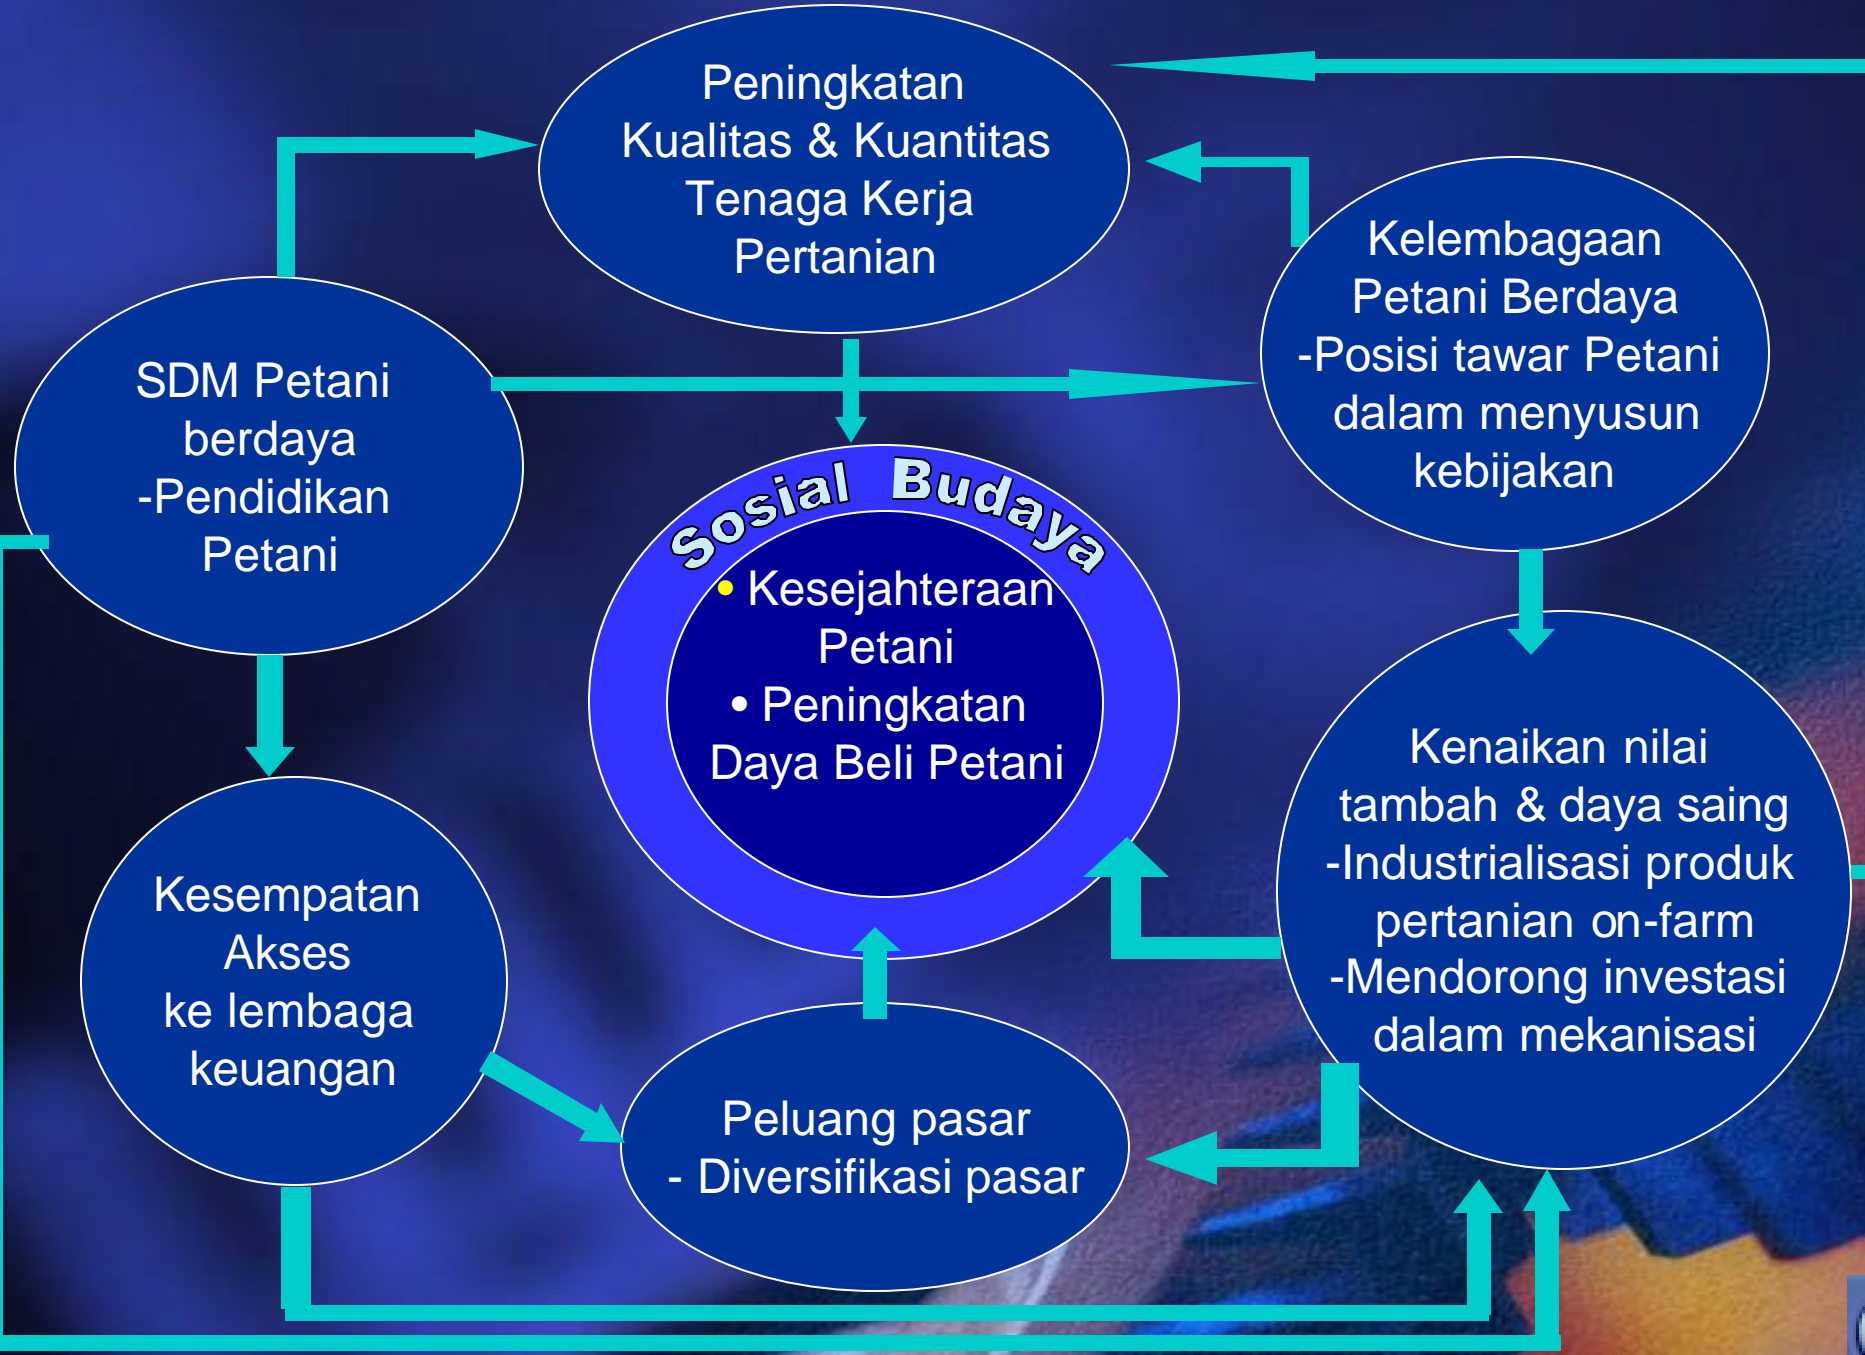 Peningkatan
Kualitas & Kuantitas
Tenaga Kerja
Pertanian
Kelembagaan
Petani Berdaya
-Posisi tawar Petani
dalam menyusun
kebijakan
SDM Petani
berdaya
-Pendidikan
Petani
Sosial Budaya
• Kesejahteraan
Petani
• Peningkatan
Daya Beli Petani
Kenaikan nilai
tambah & daya saing
-Industrialisasi produk
pertanian on-farm
-Mendorong investasi
dalam mekanisasi
Kesempatan
Akses
ke lembaga
keuangan
Peluang pasar
- Diversifikasi pasar